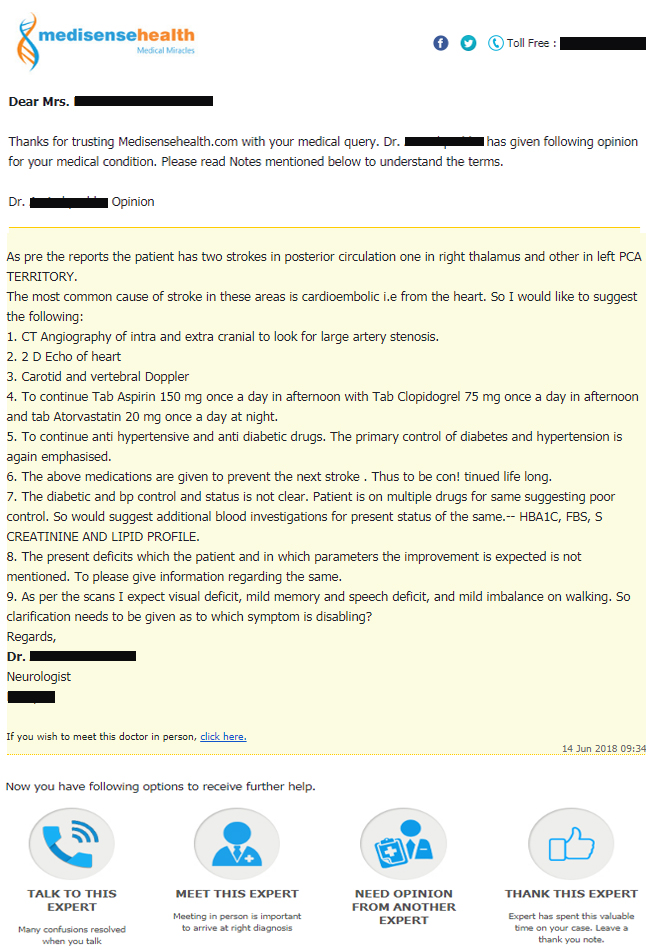 medisensehealth
Medical Miracles
Toll Free :
Dear Mrs.
Thanks for trusting Medisensehealth.com with your medical query. Dr. has given following opinion
for your medical condition. Please read Notes mentioned below to understand the terms.
Dr. Opinion
As pre the reports the patient has two strokes in posterior circulation one in right thalamus and other in left PCA
TERRITORY.
The most common cause of stroke in these areas is cardioembolic i.e from the heart. So I would like to suggest
the following:
1. CT Angiography of intra and extra cranial to look for large artery stenosis.
2. 2 D Echo of heart
3. Carotid and vertebral Doppler
4. To continue Tab Aspirin 150 mg once a day in afternoon with Tab Clopidogrel 75 mg once a day in afternoon
and tab Atorvastatin 20 mg once a day at night.
5. To continue anti hypertensive and anti diabetic drugs. The primary control of diabetes and hypertension is
again emphasised.
6. The above medications are given to prevent the next stroke . Thus to be con! tinued life long.
7. The diabetic and bp control and status is not clear. Patient is on multiple drugs for same suggesting poor
control. So would suggest additional blood investigations for present status of the same.-- HBA1C, FBS, S
CREATININE AND LIPID PROFILE.
8. The present deficits which the patient and in which parameters the improvement is expected is not
mentioned. To please give information regarding the same.
9. As per the scans I expect visual deficit, mild memory and speech deficit, and mild imbalance on walking. So
clarification needs to be given as to which symptom is disabling?
Regards,
Dr.
Neurologist
If you wish to meet this doctor in person, click here.
14 Jun 2018 09:34
Now you have following options to receive further help.
TALK TO THIS
EXPERT
Many confusions resolved
when you talk
MEET THIS EXPERT
Meeting in person is important
to arrive at right diagnosis
NEED OPINION
FROM ANOTHER
EXPERT
THANK THIS EXPERT
Expert has spent this valuable
time on your case. Leave a
thank you note.